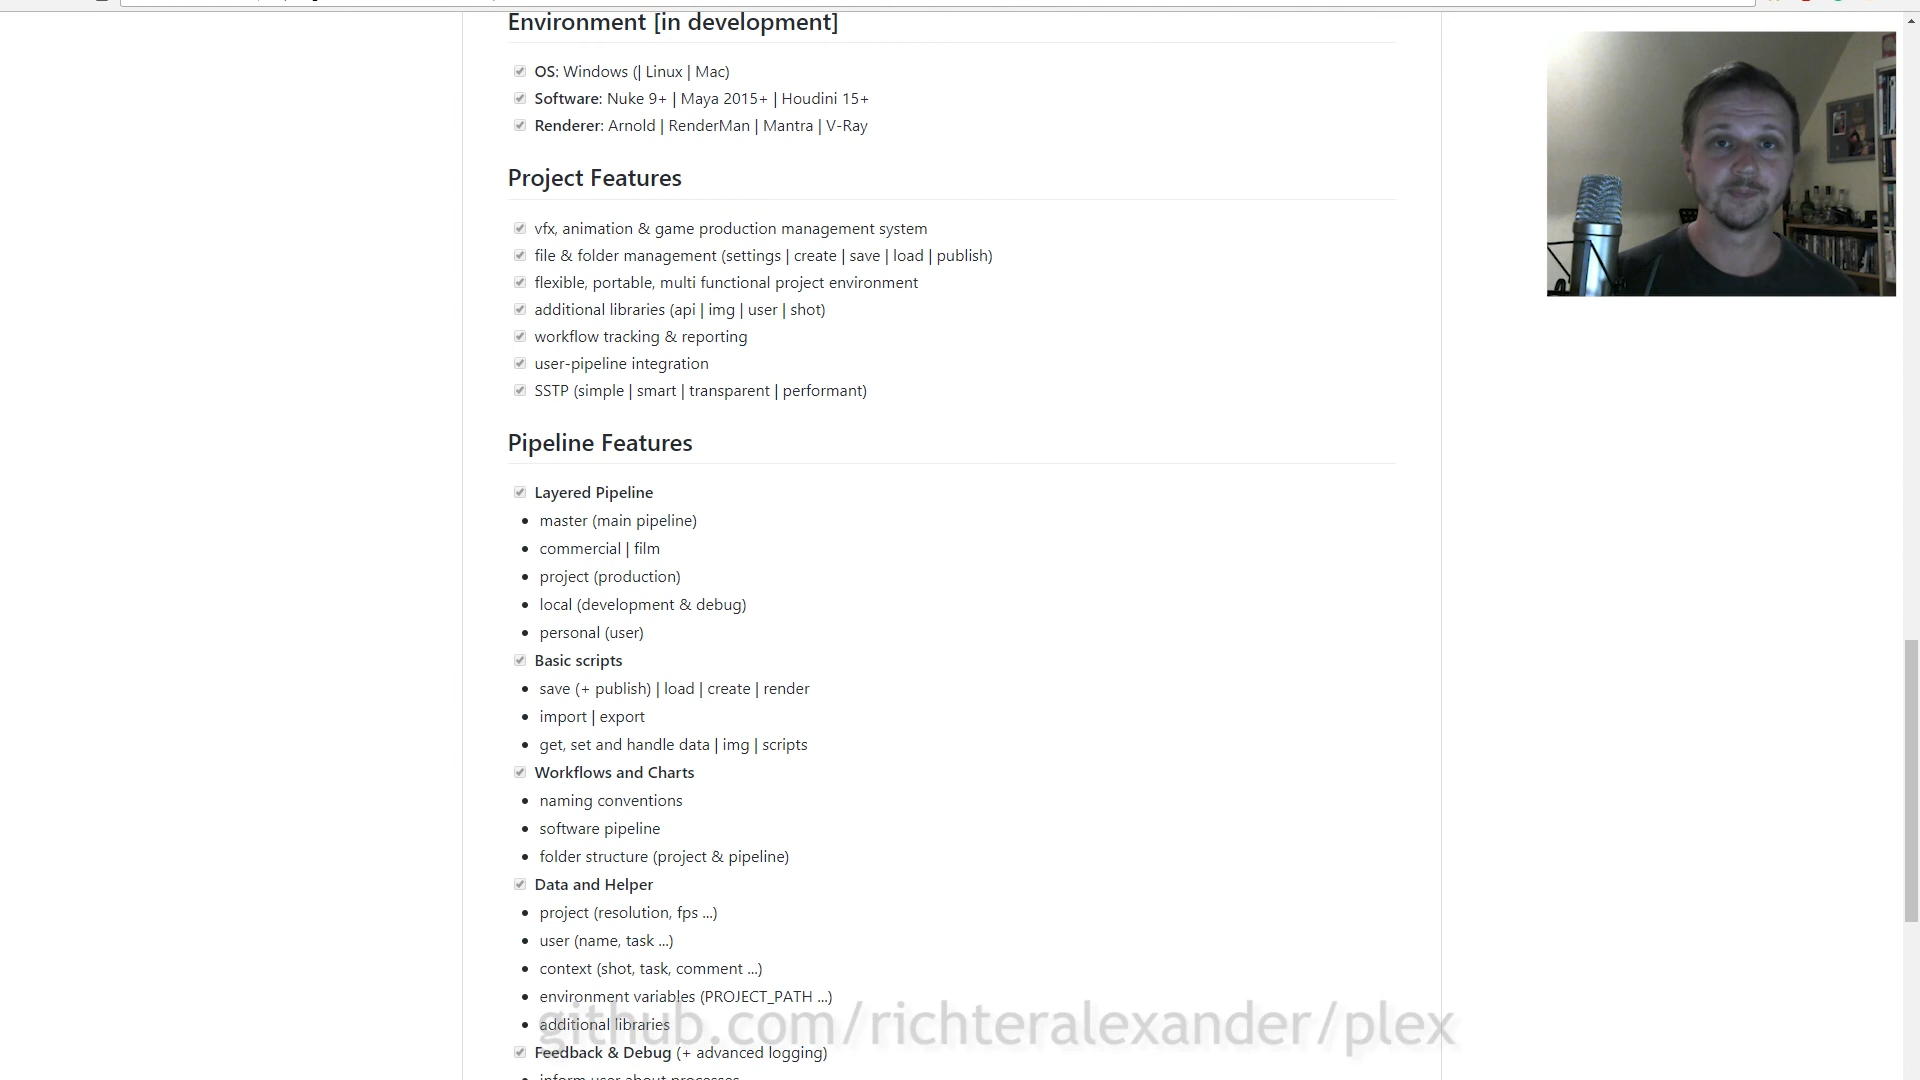 Environment [in development]
OS: Windows (| Linux | Mac)
Software: Nuke 9+ | Maya 2015+ | Houdini 15+
Renderer: Arnold | RenderMan | Mantra | V-Ray
Project Features
vfx, animation & game production management system
file & folder management (settings | create | save | load | publish)
flexible, portable, multi functional project environment
additional libraries (api | img | user | shot)
workflow tracking & reporting
user-pipeline integration
SSTP (simple | smart | transparent | performant)
Pipeline Features
Layered Pipeline
master (main pipeline)
commercial | film
project (production)
local (development & debug)
personal (user)
Basic scripts
save (+ publish) | load | create | render
import | export
get, set and handle data | img | scripts
Workflows and Charts
naming conventions
software pipeline
folder structure (project & pipeline)
Data and Helper
project (resolution, fps ...)
user (name, task ...)
context (shot, task, comment ...)
environment variables (PROJECT_PATH ...)
additional libraries
github.com/richteralexander/plex
Feedback & Debug (+ advanced logging)
inform user about processes